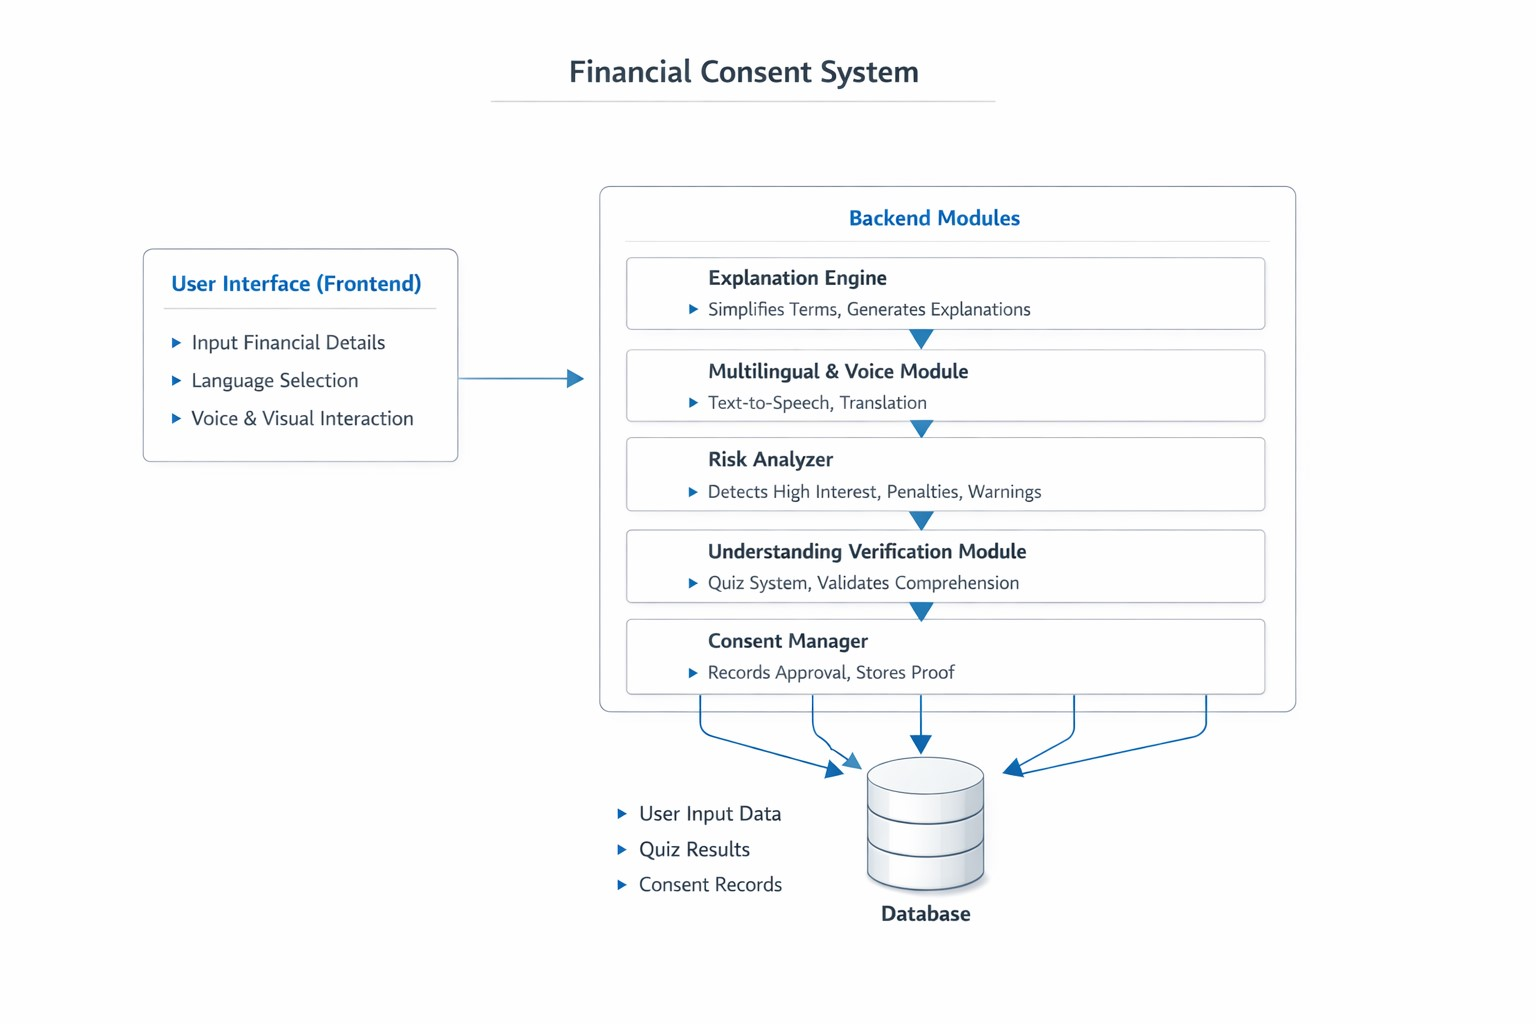 Financial Consent System
User Interface (Frontend)
Input Financial Details
Language Selection
Voice & Visual Interaction
Backend Modules
Explanation Engine
Simplifies Terms, Generates Explanations
Multilingual & Voice Module
Text-to-Speech, Translation
Risk Analyzer
Detects High Interest, Penalties, Warnings
Understanding Verification Module
Quiz System, Validates Comprehension
Consent Manager
Records Approval, Stores Proof
User Input Data
Quiz Results
Consent Records
Database